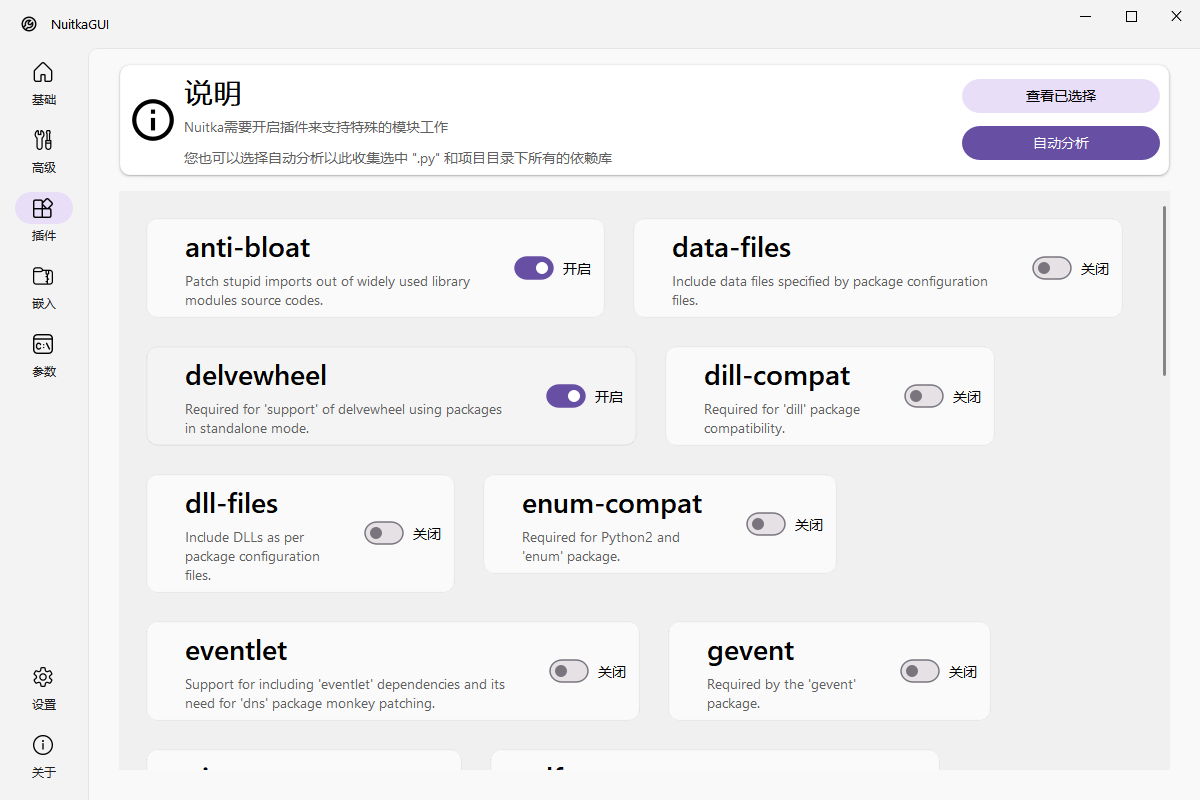 NuitkaGUI
基础
高级
插件
嵌入
参数
设置
关于
说明
Nuitka需要开启插件来支持特殊的模块工作
您也可以选择自动分析以此收集选中 ".py" 和项目目录下所有的依赖库
查看已选择
自动分析
anti-bloat
Patch stupid imports out of widely used library
modules source codes.
开启
data-files
Include data files specified by package configuration
files.
关闭
delvewheel
Required for 'support' of delvewheel using packages
in standalone mode.
开启
dill-compat
Required for 'dill' package
compatibility.
关闭
dll-files
Include DLLs as per
package configuration
files.
关闭
enum-compat
Required for Python2 and
'enum' package.
关闭
eventlet
Support for including 'eventlet' dependencies and its
need for 'dns' package monkey patching.
关闭
gevent
Required by the 'gevent'
package.
关闭